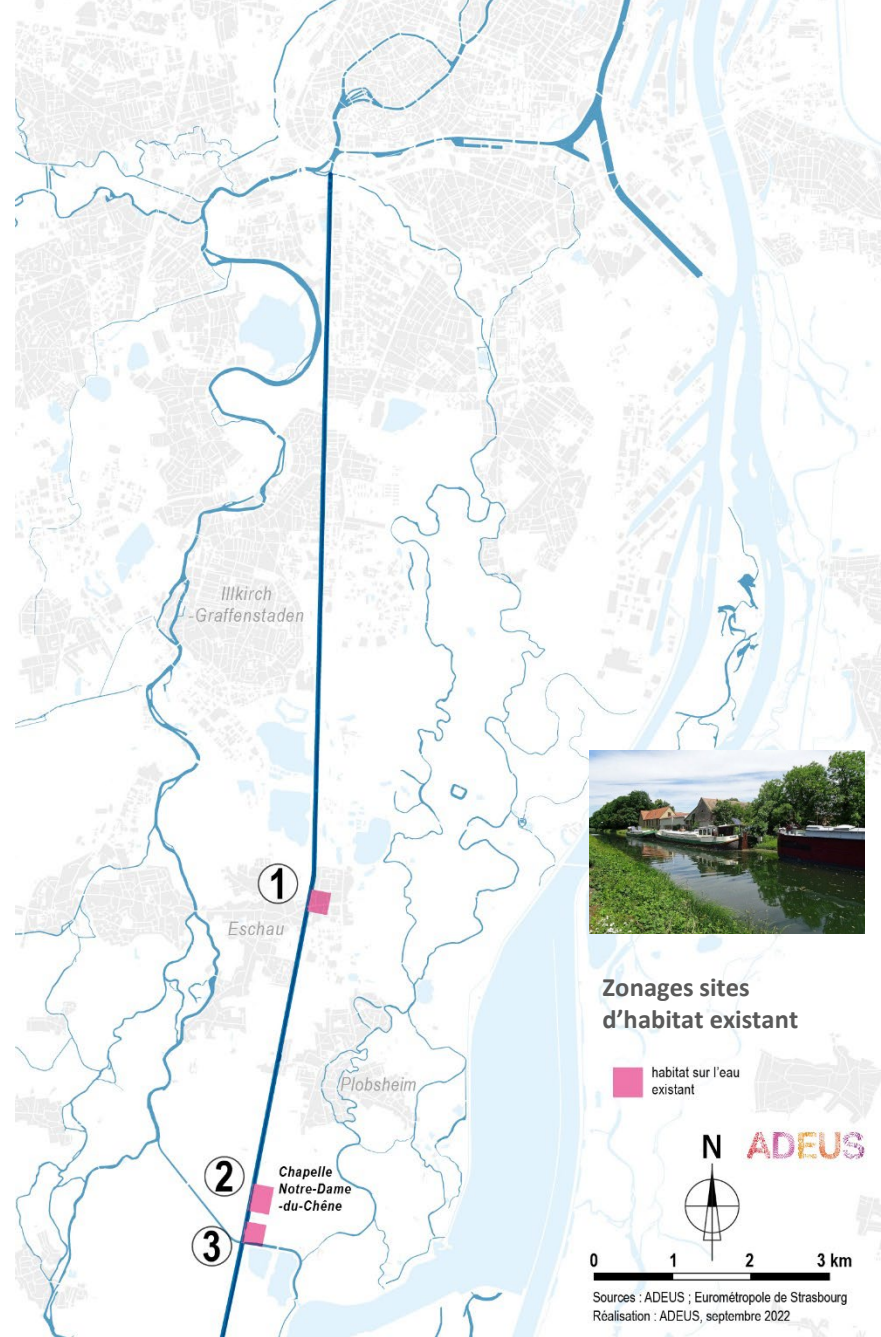 Illkirch
-Graffenstaden
1
Eschau
Zonages sites
d'habitat existant
habitat sur l'eau
existant
Plobsheim
N
ADEUS
2
Chapelle
Notre-Dame
-du-Chêne
3
0 1 2 3 km
Sources : ADEUS ; Eurométropole de Strasbourg
Réalisation : ADEUS, septembre 2022